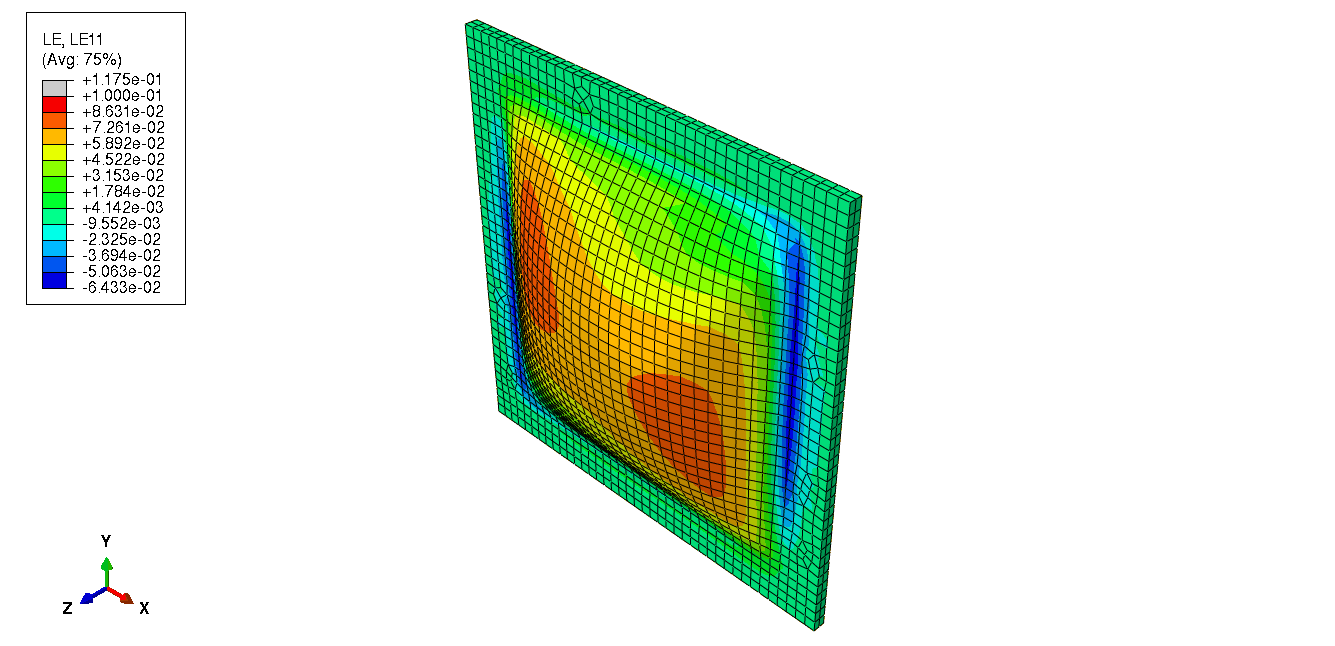 LE, LE11
(Avg: 75%)
+1.175e-01
+1.000e-01
+8.631e-02
+7.261e-02
+5.892e-02
+4.522e-02
+3.153e-02
+1.784e-02
+4.142e-03
-9.552e-03
-2.325e-02
-3.694e-02
-5.063e-02
-6.433e-02
Y
Z
X